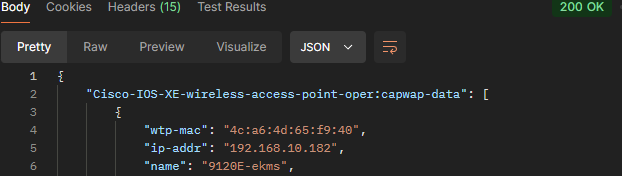 Body Cookies Headers (15) Test Results 200 OK
Pretty Raw Preview Visualize JSON
1 {
2 "Cisco-IOS-XE-wireless-access-point-oper:capwap-data": [
3 {
4 "wtp-mac": "4c:a6:4d:65:f9:40",
5 "ip-addr": "192.168.10.182",
6 "name": "9120E-ekms",